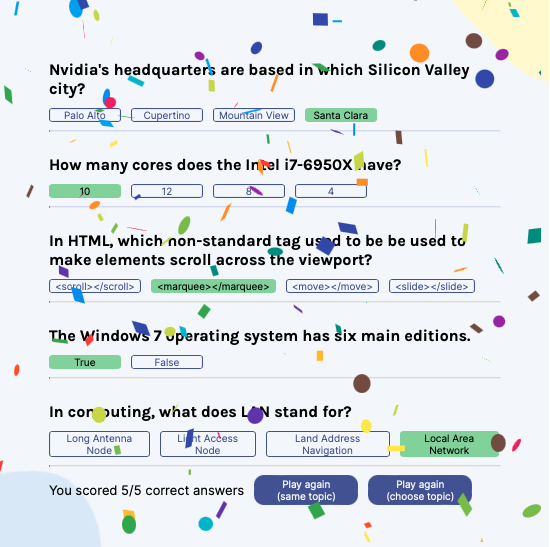 Nvidia's headquarters are based in which Silicon Valley
city?
Palo Alto
Cupertino
Mountain View
Santa Clara
How many cores does the Intel i7-6950X have?
10
12
8
4
In HTML, which non-standard tag used to be be used to
make elements scroll across the viewport?
<scroll></scroll>
<marquee></marquee>
<move></move>
<slide></slide>
The Windows 7 operating system has six main editions.
True
False
In computing, what does LAN stand for?
Long Antenna
Node
Light Access
Node
Land Address
Navigation
Local Area
Network
You scored 5/5 correct answers
Play again
(same topic)
Play again
(choose topic)